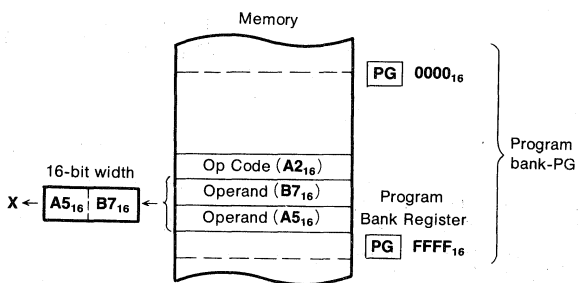 Memory
PG 0000₁₆
Program
bank-PG
Op Code (A2₁₆)
16-bit width
Operand (B7₁₆)
X ← A5₁₆ B7₁₆ ←
Operand (A5₁₆)
Program
Bank Register
PG FFFF₁₆